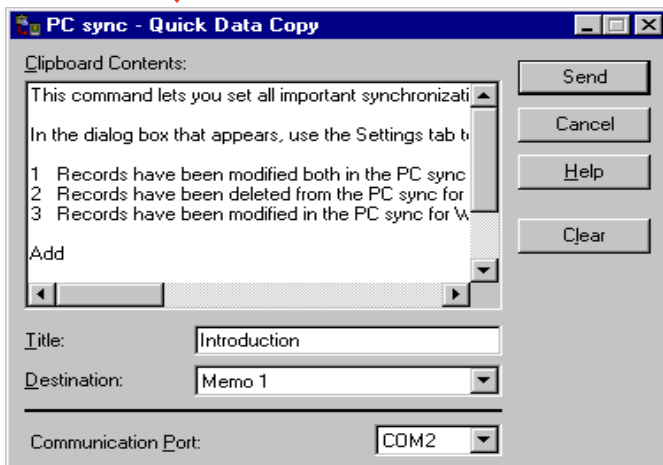 PC sync - Quick Data Copy
Clipboard Contents:
This command lets you set all important synchronizati
In the dialog box that appears, use the Settings tab t
1 Records have been modified both in the PC sync
2 Records have been deleted from the PC sync for
3 Records have been modified in the PC sync for W
Add
Send
Cancel
Help
Clear
Title: Introduction
Destination: Memo 1
Communication Port: COM2